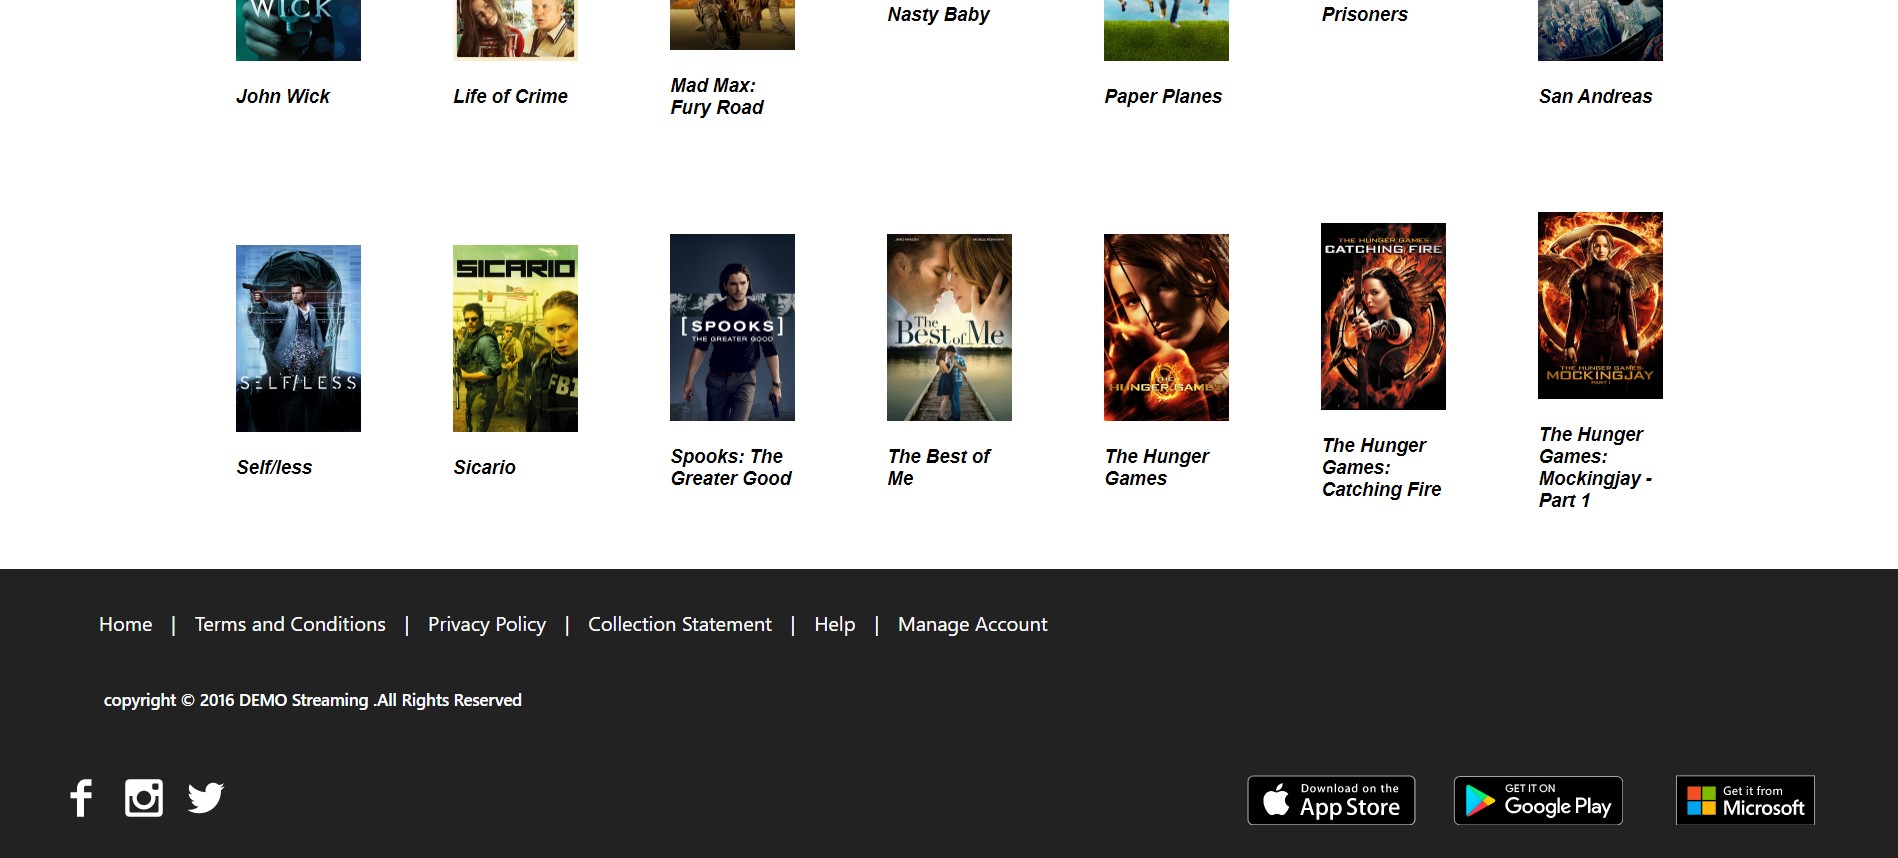 WICK
Nasty Baby
Prisoners
John Wick
Life of Crime
Mad Max:
Fury Road
Paper Planes
San Andreas
SELF/LESS
SICARIO
FBI
[SPOOKS]
THE GREATER GOOD
The
Best of Me
THE
HUNGER GAMES
THE HUNGER GAMES
CATCHING FIRE
THE HUNGER GAMES
MOCKINGJAY
PART 1
Self/less
Sicario
Spooks: The
Greater Good
The Best of
Me
The Hunger
Games
The Hunger
Games:
Catching Fire
The Hunger
Games:
Mockingjay -
Part 1
Home | Terms and Conditions | Privacy Policy | Collection Statement | Help | Manage Account
copyright © 2016 DEMO Streaming .All Rights Reserved
Download on the
App Store
GET IT ON
Google Play
Get it from
Microsoft